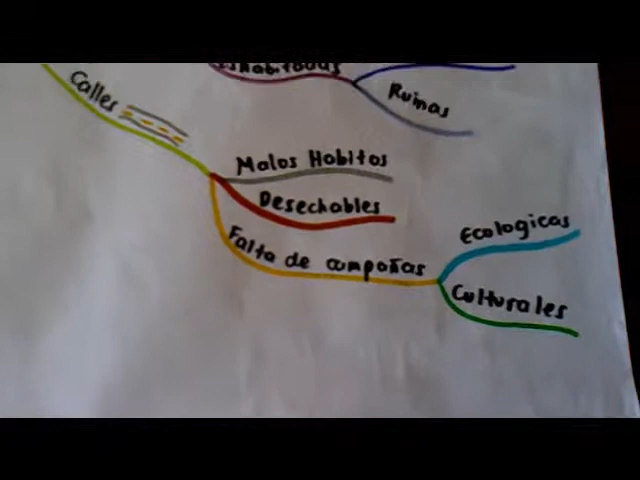 Calles
Ruinas
Malos Habitos
Desechables
Falta de campañas
Ecologicas
Culturales